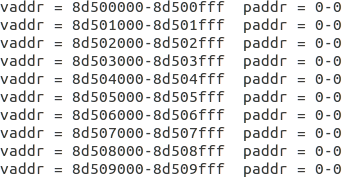 vaddr = 8d500000-8d500fff  paddr = 0-0
vaddr = 8d501000-8d501fff  paddr = 0-0
vaddr = 8d502000-8d502fff  paddr = 0-0
vaddr = 8d503000-8d503fff  paddr = 0-0
vaddr = 8d504000-8d504fff  paddr = 0-0
vaddr = 8d505000-8d505fff  paddr = 0-0
vaddr = 8d506000-8d506fff  paddr = 0-0
vaddr = 8d507000-8d507fff  paddr = 0-0
vaddr = 8d508000-8d508fff  paddr = 0-0
vaddr = 8d509000-8d509fff  paddr = 0-0